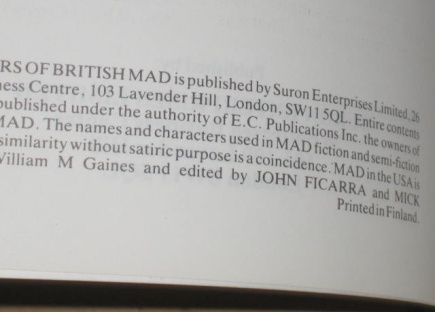 RS OF BRITISH MAD is published by Suron Enterprises Limited, 26
ness Centre, 103 Lavender Hill, London, SW11 5QL. Entire contents
published under the authority of E.C. Publications Inc. the owners of
MAD. The names and characters used in MAD fiction and semi-fiction
similarity without satiric purpose is a coincidence. MAD in the USA is
William M Gaines and edited by JOHN FICARRA and MICK
Printed in Finland.